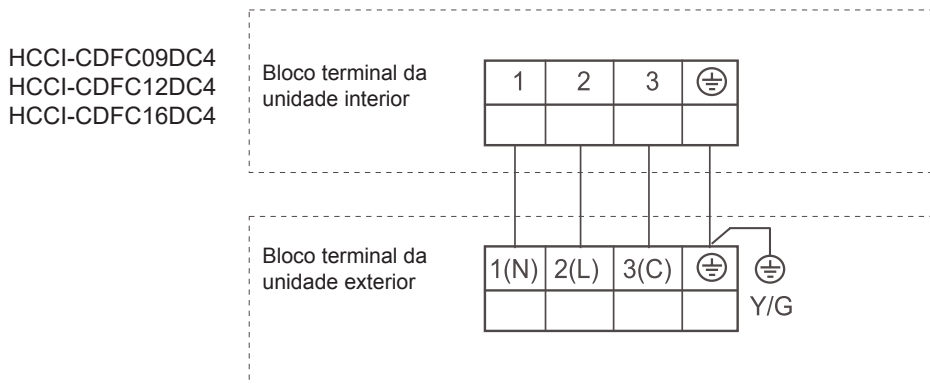 HCCI-CDFC09DC4
HCCI-CDFC12DC4
HCCI-CDFC16DC4
Bloco terminal da
unidade interior
1 2 3
Bloco terminal da
unidade exterior
1(N) 2(L) 3(C)
Y/G